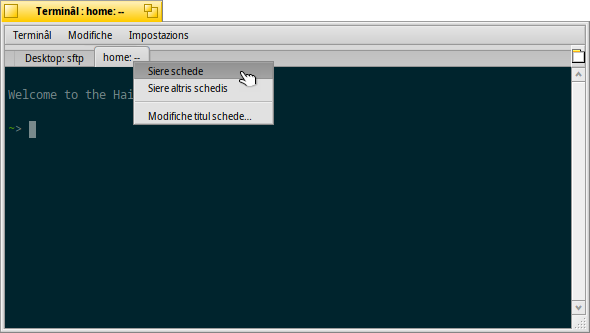 Terminâl : home: --
Terminâl Modifiche Impostazions
Desktop: sftp home: --
Siere schede
Siere altris schedis
Modifiche titul schede...
Welcome to the Hai
~>